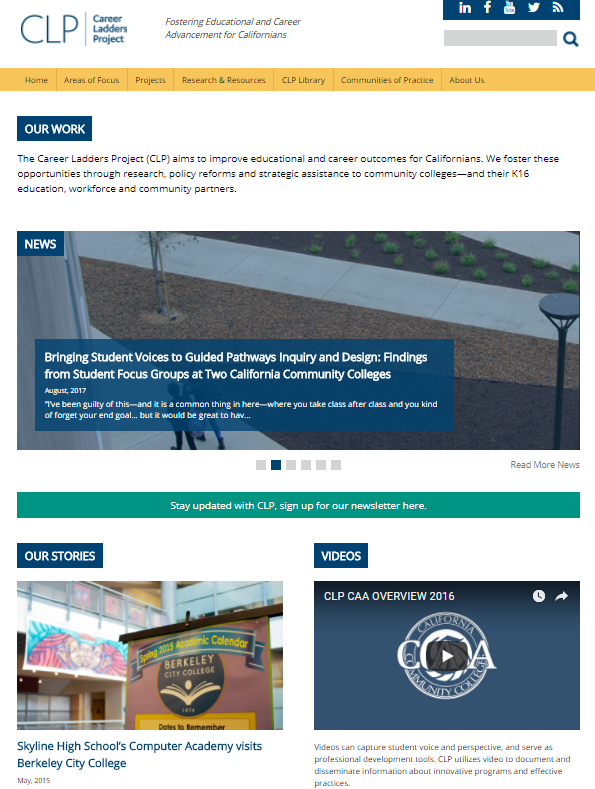 CLP Career
Ladders
Project
Fostering Educational and Career
Advancement for Californians
Home Areas of Focus Projects Research & Resources CLP Library Communities of Practice About Us
OUR WORK
The Career Ladders Project (CLP) aims to improve educational and career outcomes for Californians. We foster these
opportunities through research, policy reforms and strategic assistance to community colleges—and their K16
education, workforce and community partners.
NEWS
Bringing Student Voices to Guided Pathways Inquiry and Design: Findings
from Student Focus Groups at Two California Community Colleges
August, 2017
"I've been guilty of this—and it is a common thing in here—where you take class after class and you kind
of forget your end goal... but it would be great to hav...
Read More News
Stay updated with CLP, sign up for our newsletter here.
OUR STORIES
Spring 2015 Academic Calendar
BERKELEY
CITY COLLEGE
1974
Dates to Remember
Skyline High School's Computer Academy visits
Berkeley City College
May, 2015
VIDEOS
CLP CAA OVERVIEW 2016
CALIFORNIA
COMMUNITY COLLEGE
Videos can capture student voice and perspective, and serve as
professional development tools. CLP utilizes video to document and
disseminate information about innovative programs and effective
practices.